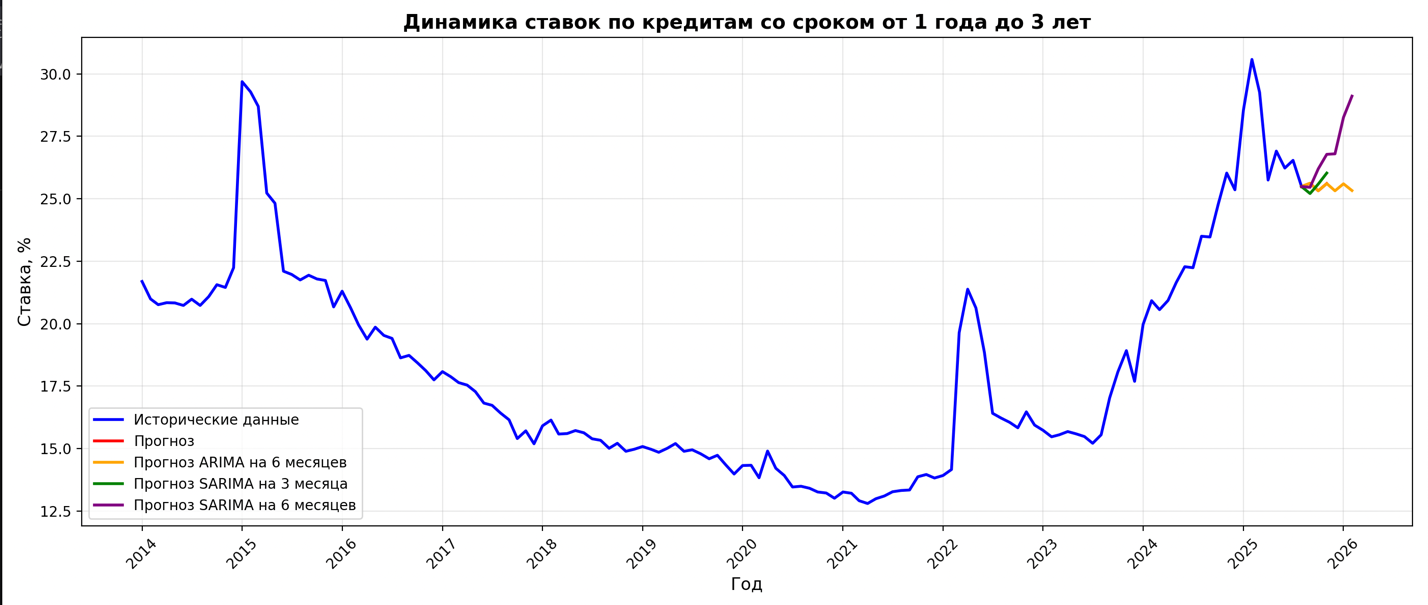 Динамика ставок по кредитам со сроком от 1 года до 3 лет
Ставка, %
30.0
27.5
25.0
22.5
20.0
17.5
15.0
12.5
Исторические данные
Прогноз
Прогноз ARIMA на 6 месяцев
Прогноз SARIMA на 3 месяца
Прогноз SARIMA на 6 месяцев
2014
2015
2016
2017
2018
2019
2020
2021
2022
2023
2024
2025
2026
Год